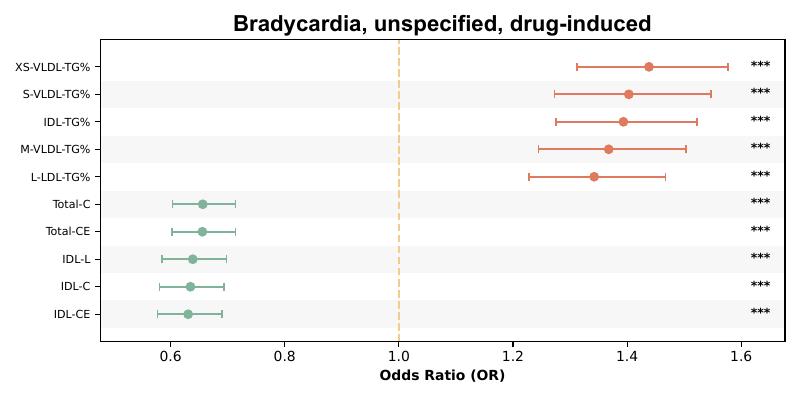 Bradycardia, unspecified, drug-induced
XS-VLDL-TG% ***
S-VLDL-TG% ***
IDL-TG% ***
M-VLDL-TG% ***
L-LDL-TG% ***
Total-C ***
Total-CE ***
IDL-L ***
IDL-C ***
IDL-CE ***
0.6 0.8 1.0 1.2 1.4 1.6
Odds Ratio (OR)